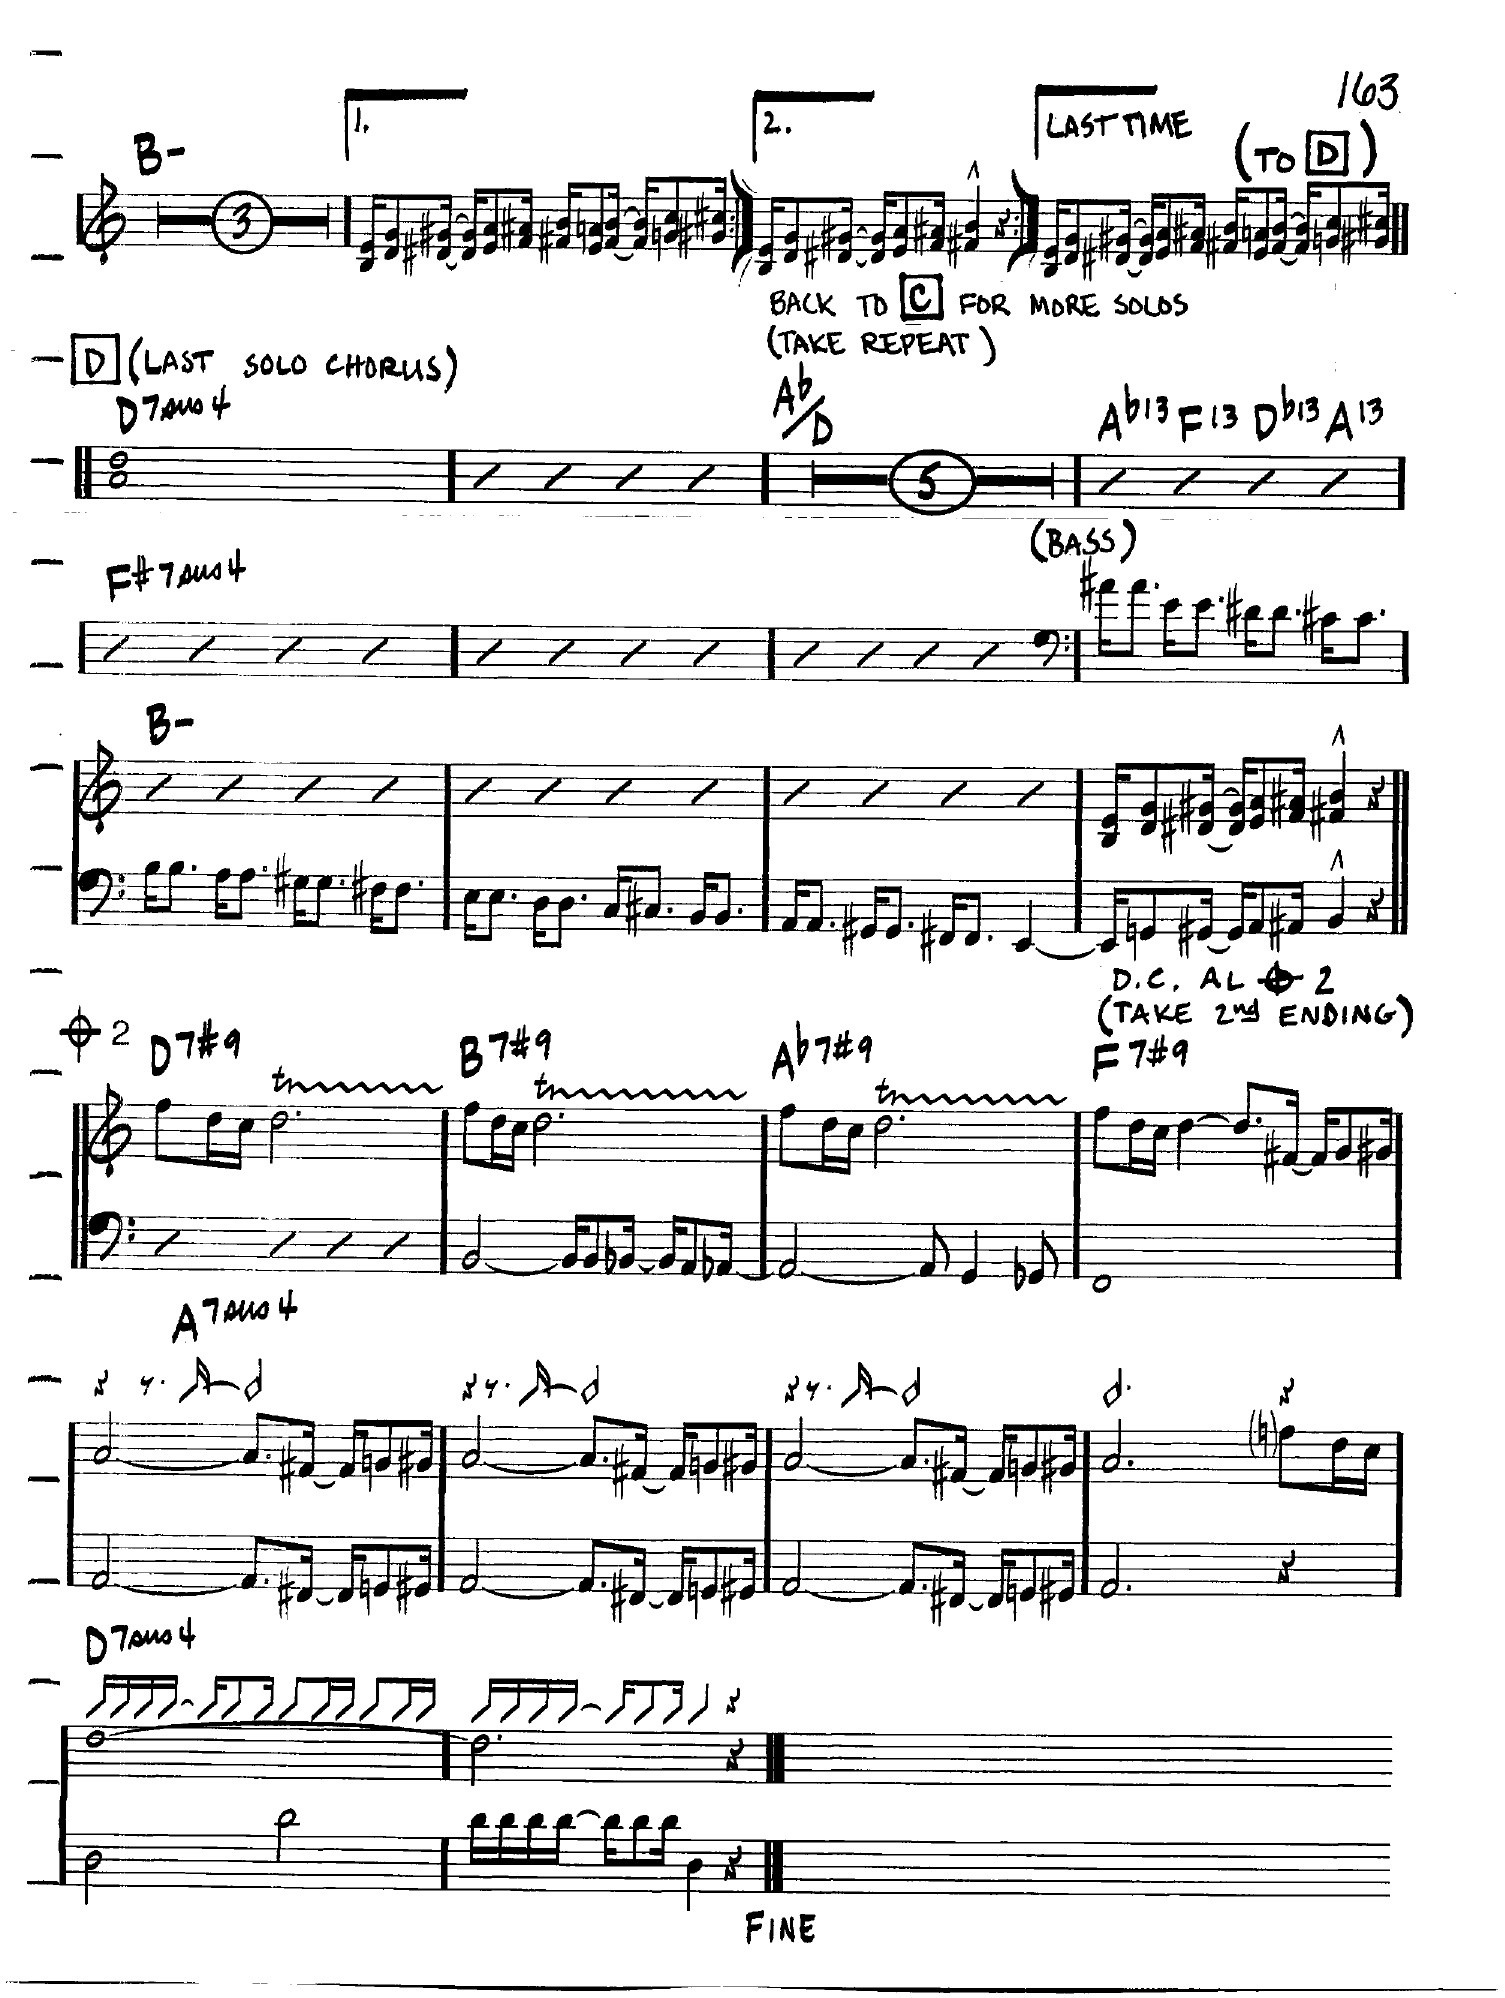 163
1.
2.
LAST TIME
B-
(TO D)
3
BACK TO C FOR MORE SOLOS
(TAKE REPEAT)
D (LAST SOLO CHORUS)
D7sus4 Ab/D Ab13 F13 Db13 A13
5
(BASS)
F#7sus4
B-
D.C. AL 𝄌 2
(TAKE 2nd ENDING)
𝄌 2 D7#9 B7#9 Ab7#9 F7#9
tr tr tr
A7sus4
D7sus4
FINE